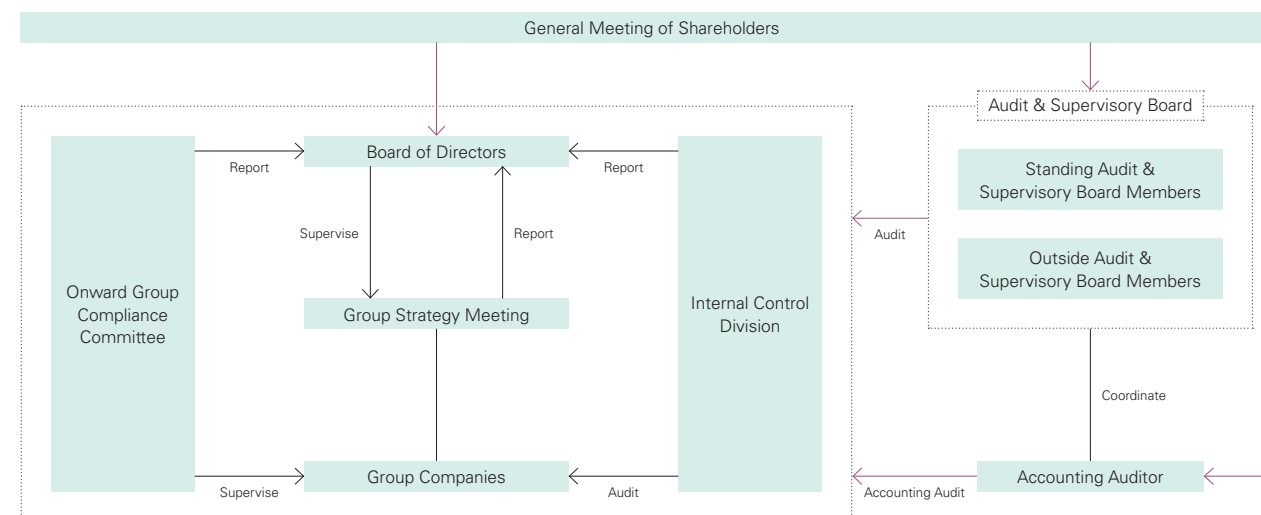 General Meeting of Shareholders
Audit & Supervisory Board
Board of Directors
Report
Report
Standing Audit &
Supervisory Board Members
Supervise
Report
Audit
Outside Audit &
Supervisory Board Members
Onward Group
Compliance
Committee
Group Strategy Meeting
Internal Control
Division
Coordinate
Group Companies
Accounting Auditor
Supervise
Audit
Accounting Audit